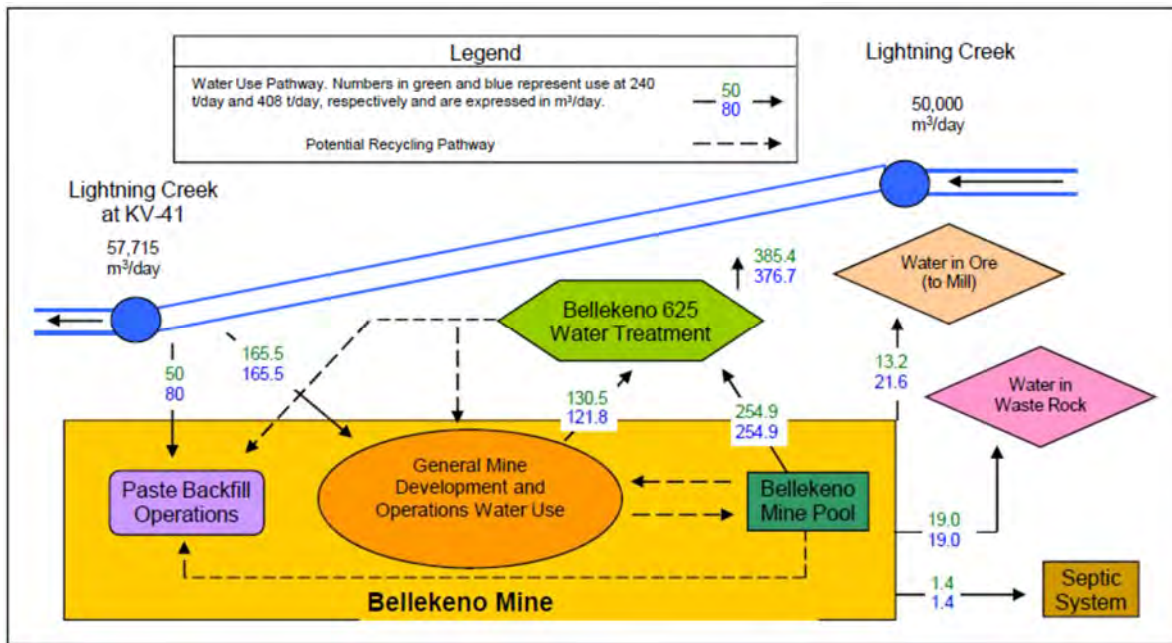 Legend
Water Use Pathway. Numbers in green and blue represent use at 240
t/day and 408 t/day, respectively and are expressed in m³/day.
50
80
Potential Recycling Pathway
Lightning Creek
50,000
m³/day
Lightning Creek
at KV-41
57,715
m³/day
385.4
376.7
Water in Ore
(to Mill)
Bellekeno 625
Water Treatment
165.5
165.5
50
80
13.2
21.6
Water in
Waste Rock
130.5
121.8
254.9
254.9
General Mine
Development and
Operations Water Use
Paste Backfill
Operations
Bellekeno
Mine Pool
19.0
19.0
1.4
1.4
Septic
System
Bellekeno Mine